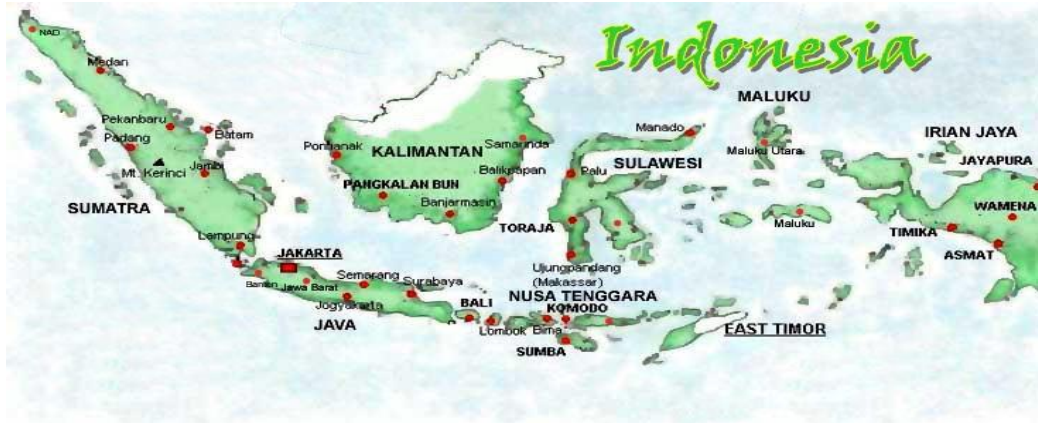 Indonesia
NAD
Medan
MALUKU
Pekanbaru
Batam
Manado
IRIAN JAYA
Padang
Pontianak
KALIMANTAN
Samarinda
Maluku Utara
SULAWESI
JAYAPURA
Mt. Kerinci
Jambi
Balikpapan
Palu
PANGKALAN BUN
WAMENA
SUMATRA
Banjarmasin
TORAJA
Maluku
TIMIKA
Lampung
ASMAT
JAKARTA
Ujungpandang
(Makassar)
Banten
Jawa Barat
Semarang
Surabaya
NUSA TENGGARA
Jogyakarta
BALI
KOMODO
JAVA
Lombok
Bima
EAST TIMOR
SUMBA